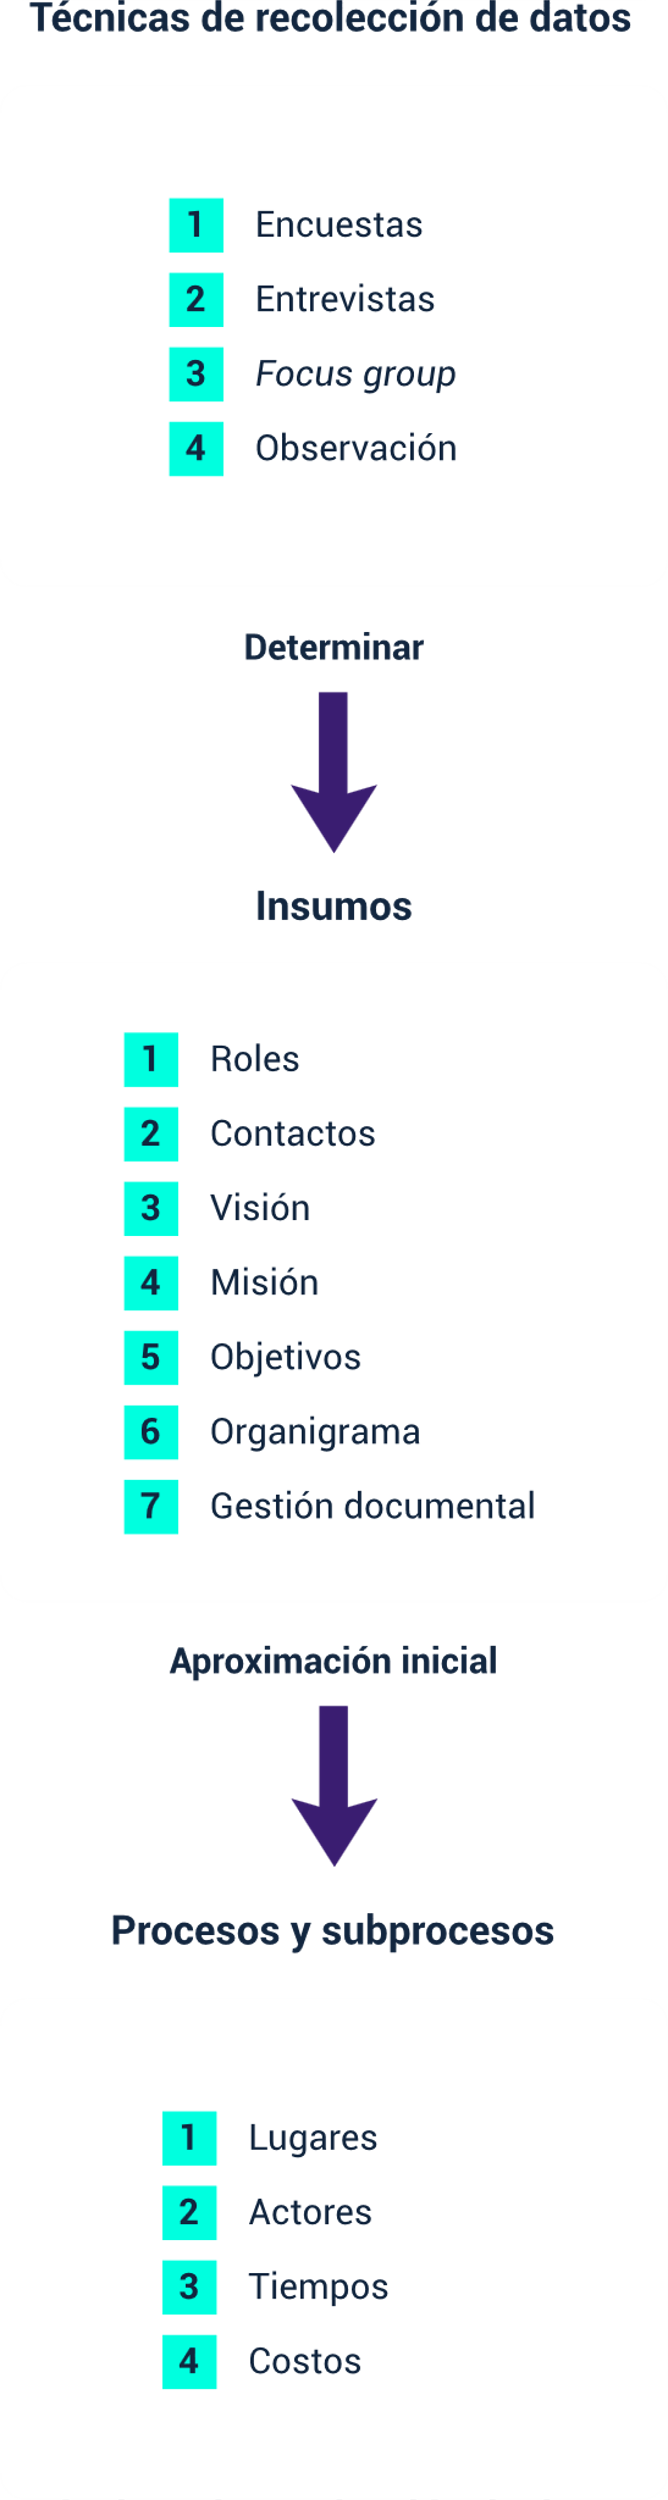 Técnicas de recolección de datos
1 Encuestas
2 Entrevistas
3 Focus group
4 Observación
Determinar
Insumos
1 Roles
2 Contactos
3 Visión
4 Misión
5 Objetivos
6 Organigrama
7 Gestión documental
Aproximación inicial
Procesos y subprocesos
1 Lugares
2 Actores
3 Tiempos
4 Costos